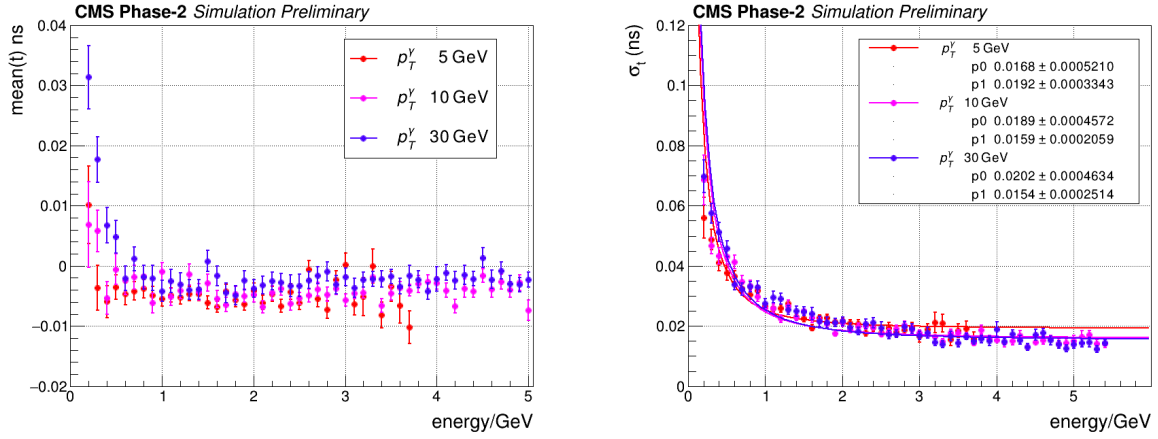 CMS Phase-2 Simulation Preliminary
mean(t) ns
0.04
0.03
0.02
0.01
0
−0.01
−0.02
0 1 2 3 4 5
energy/GeV
p_T^γ 5 GeV
p_T^γ 10 GeV
p_T^γ 30 GeV
CMS Phase-2 Simulation Preliminary
σ_t (ns)
0.12
0.1
0.08
0.06
0.04
0.02
0
0 1 2 3 4 5
energy/GeV
p_T^γ 5 GeV
p0 0.0168 ± 0.0005210
p1 0.0192 ± 0.0003343
p_T^γ 10 GeV
p0 0.0189 ± 0.0004572
p1 0.0159 ± 0.0002059
p_T^γ 30 GeV
p0 0.0202 ± 0.0004634
p1 0.0154 ± 0.0002514